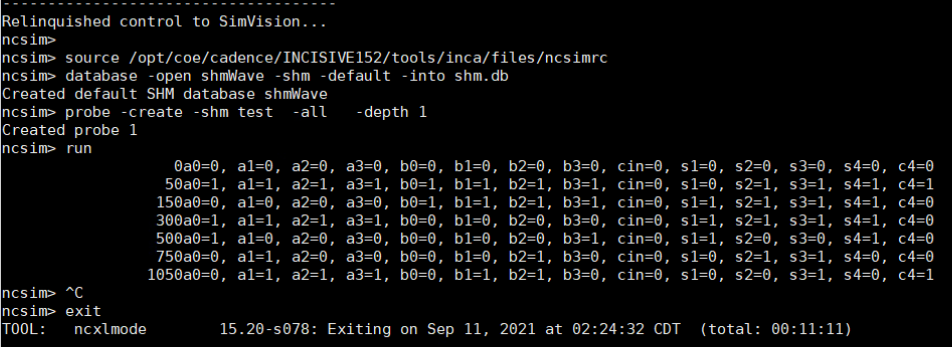 ------------------------------------
Relinquished control to SimVision...
ncsim>
ncsim> source /opt/coe/cadence/INCISIVE152/tools/inca/files/ncsimrc
ncsim> database -open shmWave -shm -default -into shm.db
Created default SHM database shmWave
ncsim> probe -create -shm test  -all   -depth 1
Created probe 1
ncsim> run
                   0a0=0, a1=0, a2=0, a3=0, b0=0, b1=0, b2=0, b3=0, cin=0, s1=0, s2=0, s3=0, s4=0, c4=0
                  50a0=1, a1=1, a2=1, a3=1, b0=1, b1=1, b2=1, b3=1, cin=0, s1=0, s2=1, s3=1, s4=1, c4=1
                 150a0=0, a1=0, a2=0, a3=0, b0=1, b1=1, b2=1, b3=1, cin=0, s1=1, s2=1, s3=1, s4=1, c4=0
                 300a0=1, a1=1, a2=1, a3=1, b0=0, b1=0, b2=0, b3=0, cin=0, s1=1, s2=1, s3=1, s4=1, c4=0
                 500a0=1, a1=0, a2=0, a3=0, b0=0, b1=0, b2=0, b3=1, cin=0, s1=1, s2=0, s3=0, s4=1, c4=0
                 750a0=0, a1=1, a2=0, a3=0, b0=0, b1=1, b2=0, b3=0, cin=0, s1=0, s2=0, s3=1, s4=0, c4=0
                1050a0=0, a1=1, a2=1, a3=1, b0=0, b1=1, b2=1, b3=0, cin=0, s1=0, s2=0, s3=1, s4=0, c4=1
ncsim> ^C
ncsim> exit
TOOL:   ncxlmode        15.20-s078: Exiting on Sep 11, 2021 at 02:24:32 CDT  (total: 00:11:11)